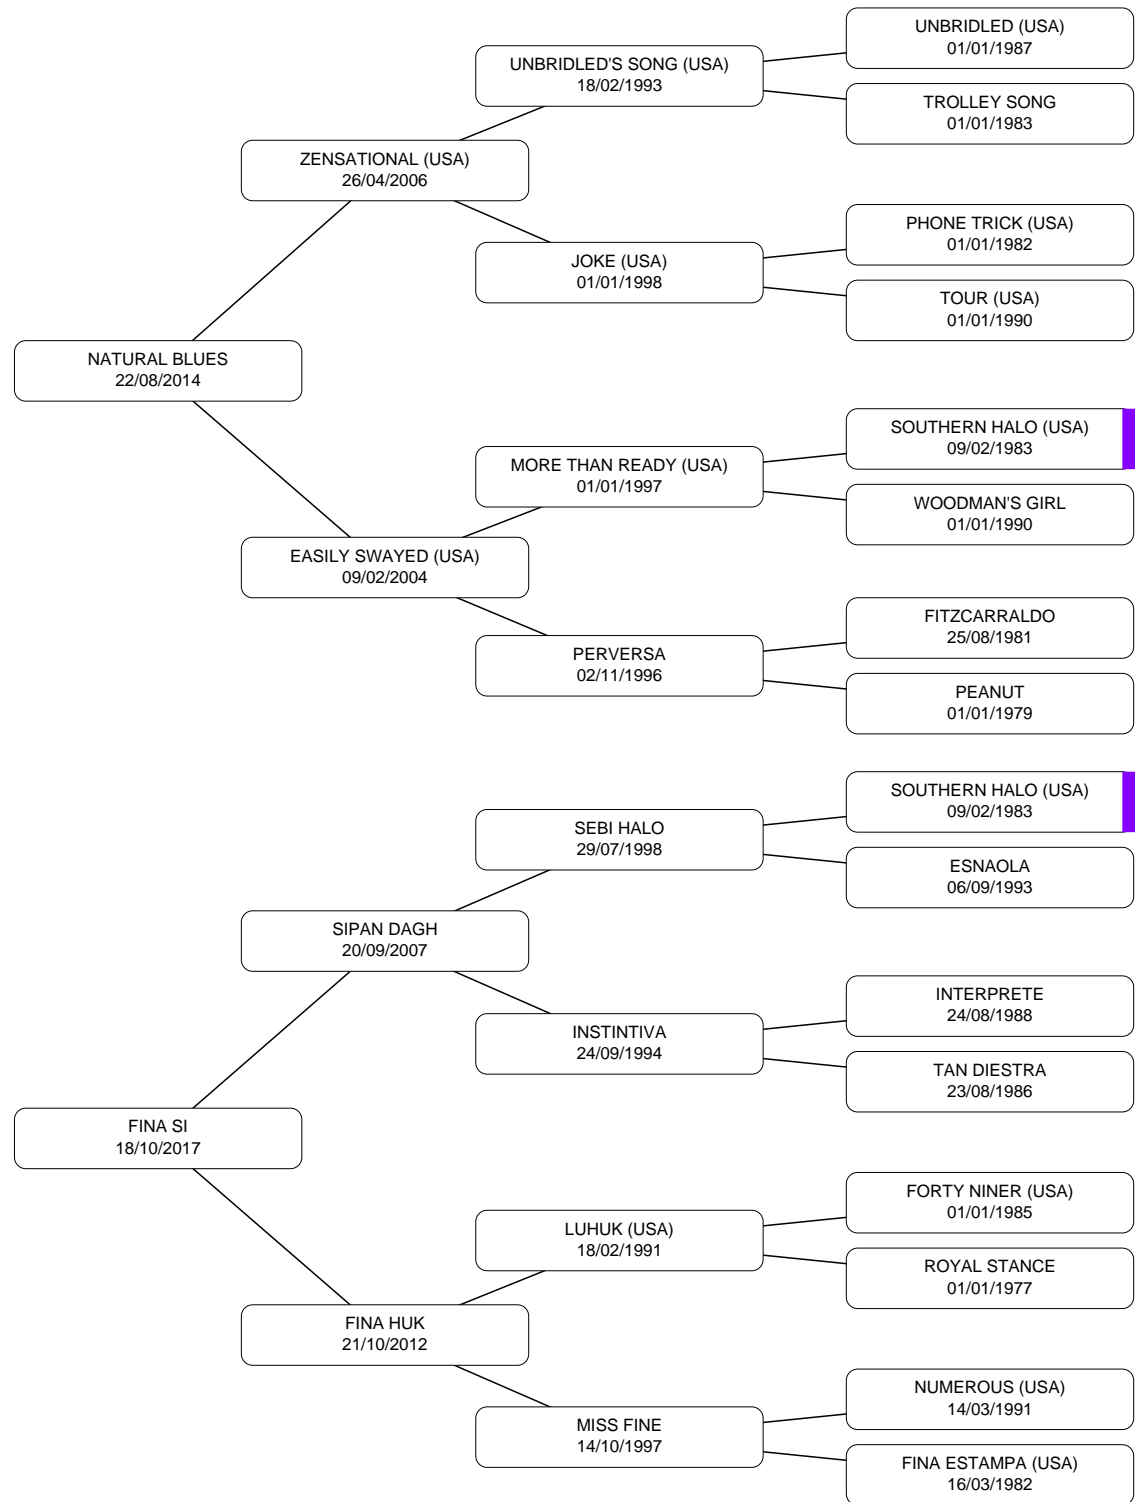 UNBRIDLED (USA)
01/01/1987
UNBRIDLED'S SONG (USA)
18/02/1993
TROLLEY SONG
01/01/1983
ZENSATIONAL (USA)
26/04/2006
PHONE TRICK (USA)
01/01/1982
JOKE (USA)
01/01/1998
TOUR (USA)
01/01/1990
NATURAL BLUES
22/08/2014
SOUTHERN HALO (USA)
09/02/1983
MORE THAN READY (USA)
01/01/1997
WOODMAN'S GIRL
01/01/1990
EASILY SWAYED (USA)
09/02/2004
FITZCARRALDO
25/08/1981
PERVERSA
02/11/1996
PEANUT
01/01/1979
SOUTHERN HALO (USA)
09/02/1983
SEBI HALO
29/07/1998
ESNAOLA
06/09/1993
SIPAN DAGH
20/09/2007
INTERPRETE
24/08/1988
INSTINTIVA
24/09/1994
TAN DIESTRA
23/08/1986
FINA SI
18/10/2017
FORTY NINER (USA)
01/01/1985
LUHUK (USA)
18/02/1991
ROYAL STANCE
01/01/1977
FINA HUK
21/10/2012
NUMEROUS (USA)
14/03/1991
MISS FINE
14/10/1997
FINA ESTAMPA (USA)
16/03/1982